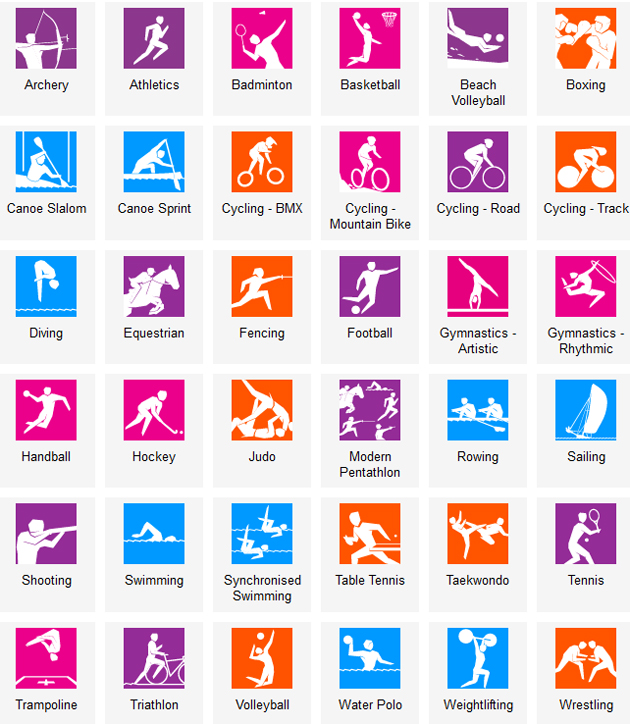 Archery
Athletics
Badminton
Basketball
Beach
Volleyball
Boxing
Canoe Slalom
Canoe Sprint
Cycling - BMX
Cycling -
Mountain Bike
Cycling - Road
Cycling - Track
Diving
Equestrian
Fencing
Football
Gymnastics -
Artistic
Gymnastics -
Rhythmic
Handball
Hockey
Judo
Modern
Pentathlon
Rowing
Sailing
Shooting
Swimming
Synchronised
Swimming
Table Tennis
Taekwondo
Tennis
Trampoline
Triathlon
Volleyball
Water Polo
Weightlifting
Wrestling